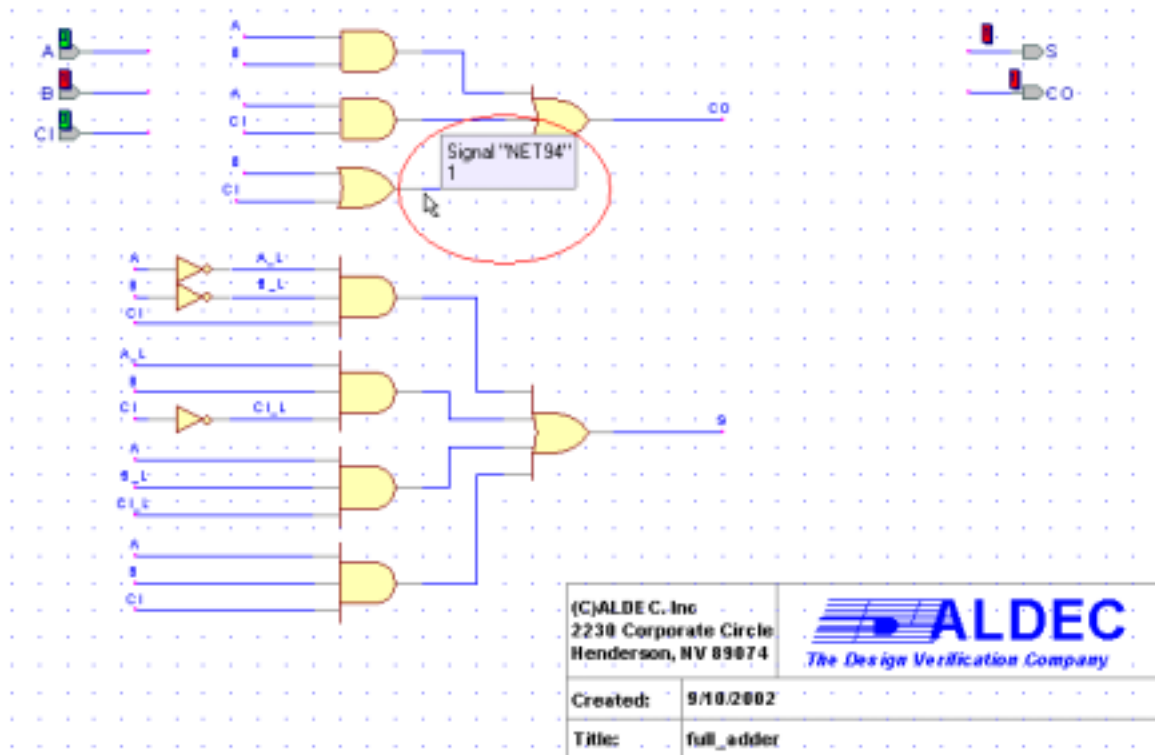 A
B
CI
A
B
A
CI
B
CI
CO
S
CO
Signal "NET94"
1
A
B
CI
A_L
B_L
A_L
B
CI
CI_L
A
B_L
CI_L
A
B
CI
S
(C)ALDEC. Inc
2230 Corporate Circle
Henderson, NV 89074
ALDEC
The Design Verification Company
Created: 9/10/2002
Title: full_adder